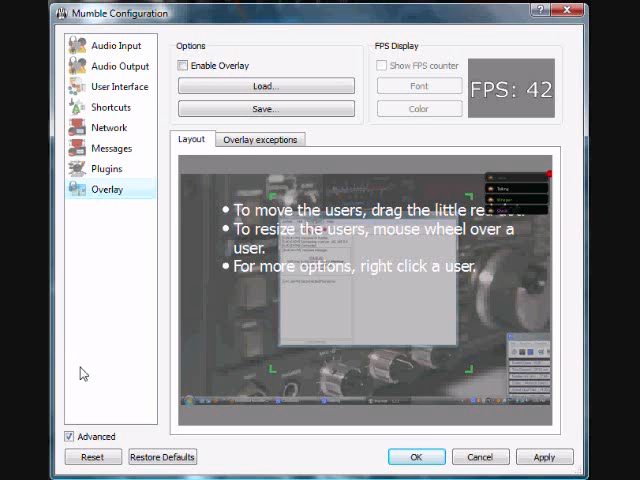 Mumble Configuration
Audio Input
Audio Output
User Interface
Shortcuts
Network
Messages
Plugins
Overlay
Advanced
Options
Enable Overlay
Load...
Save...
FPS Display
Show FPS counter
Font
Color
FPS: 42
Layout
Overlay exceptions
• To move the users, drag the little red
• To resize the users, mouse wheel over a
user.
• For more options, right click a user.
Talking
Reset
Restore Defaults
OK
Cancel
Apply